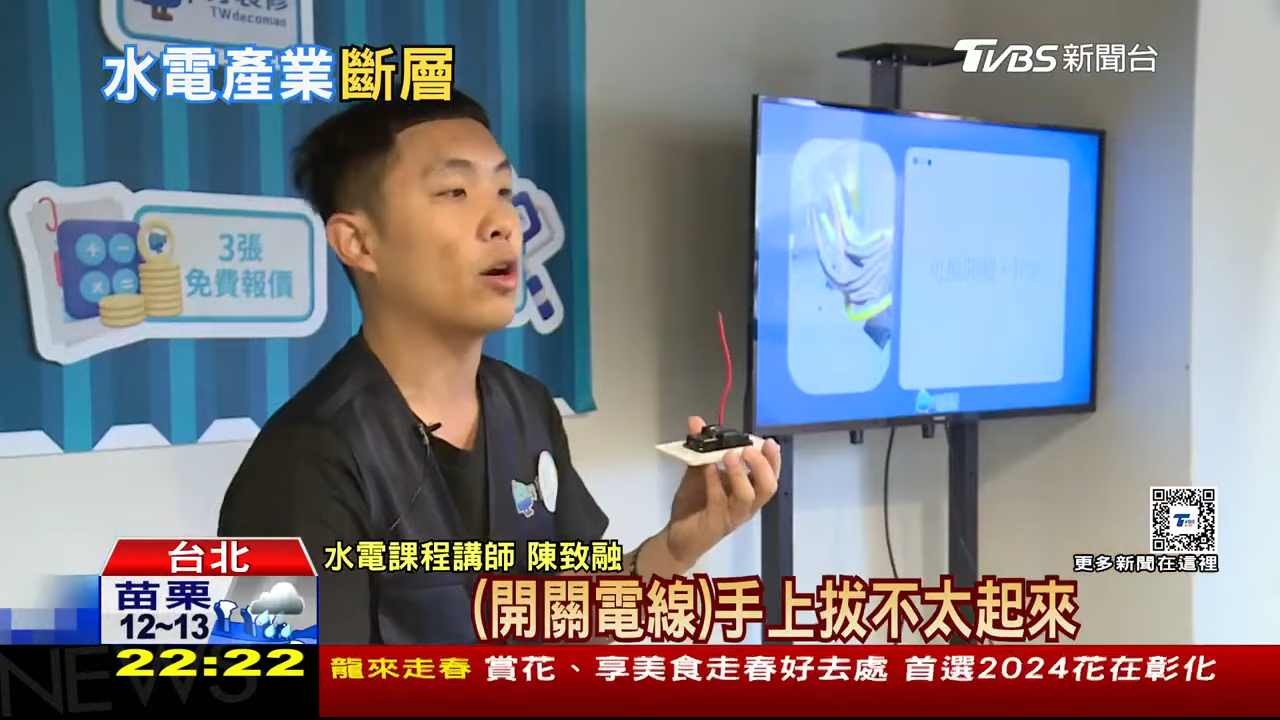 TWdecoman
水電產業斷層
TVBS新聞台
3張
免費報價
更多新聞在這裡
台北
水電課程講師 陳致融
苗栗
12~13
(開關電線)手上拔不太起來
22:22
龍來走春 賞花、享美食走春好去處 首選2024花在彰化
NEWS